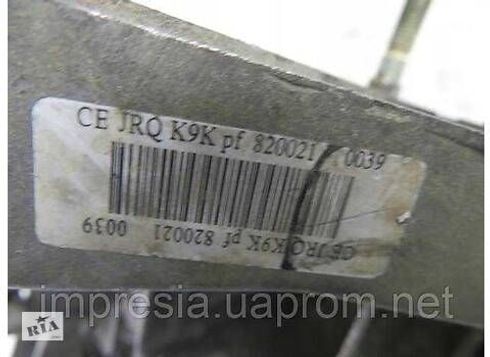 CE JRQ K9K pf 820021 0039
CE JRQ K9K pf 820021 0039
impresia.uaprom.net
RIA